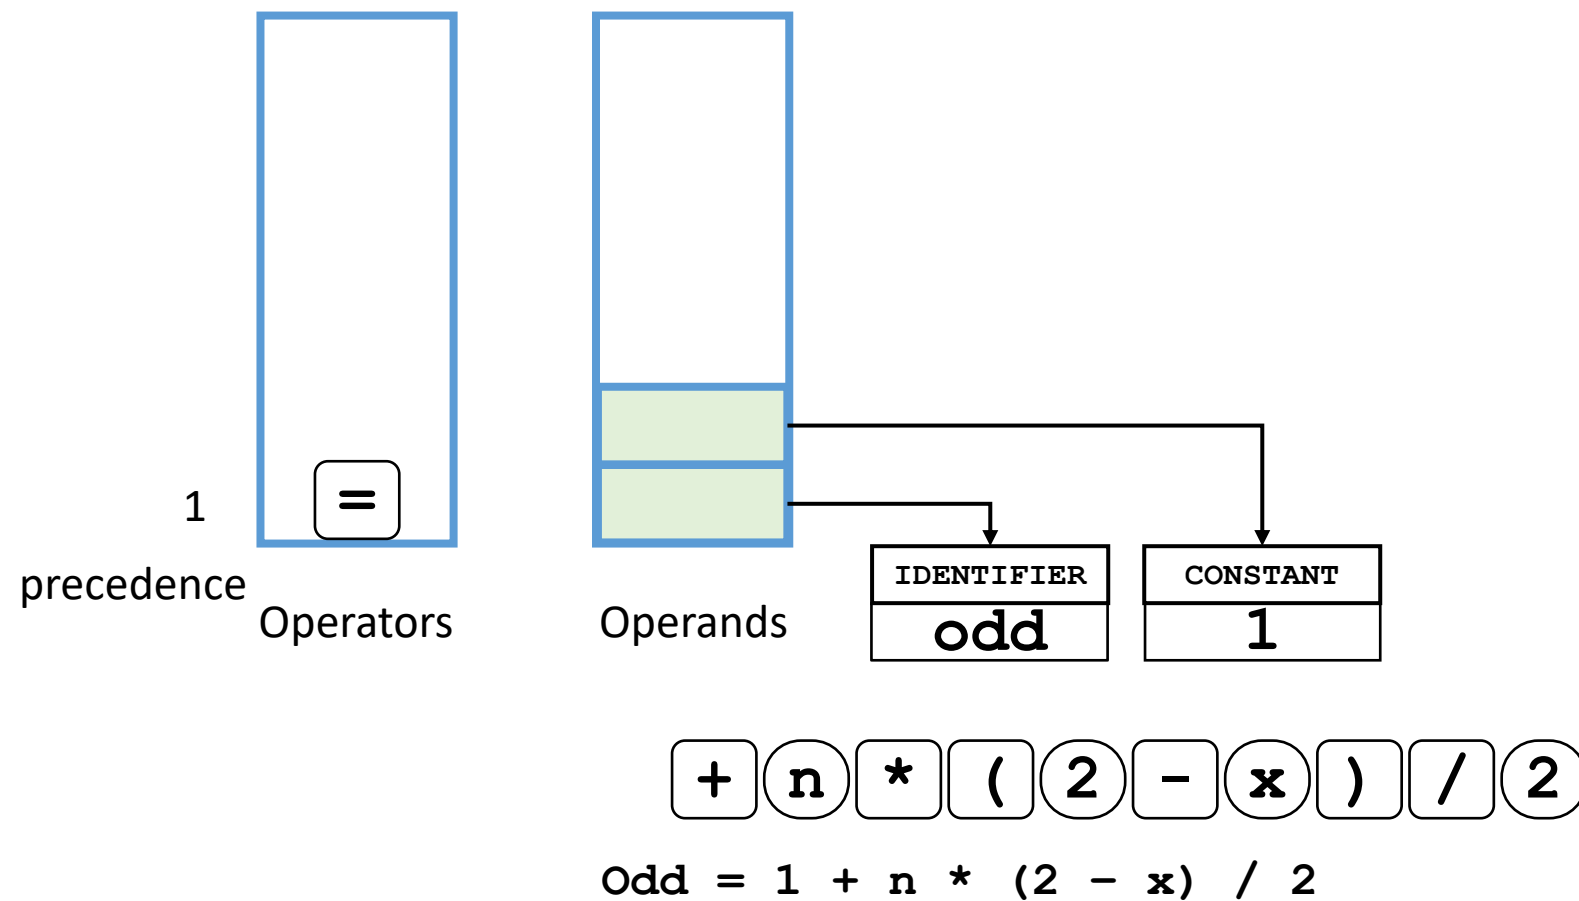 =
1
precedence
Operators
Operands
IDENTIFIER
odd
CONSTANT
1
+ n * ( 2 - x ) / 2
Odd = 1 + n * (2 – x) / 2